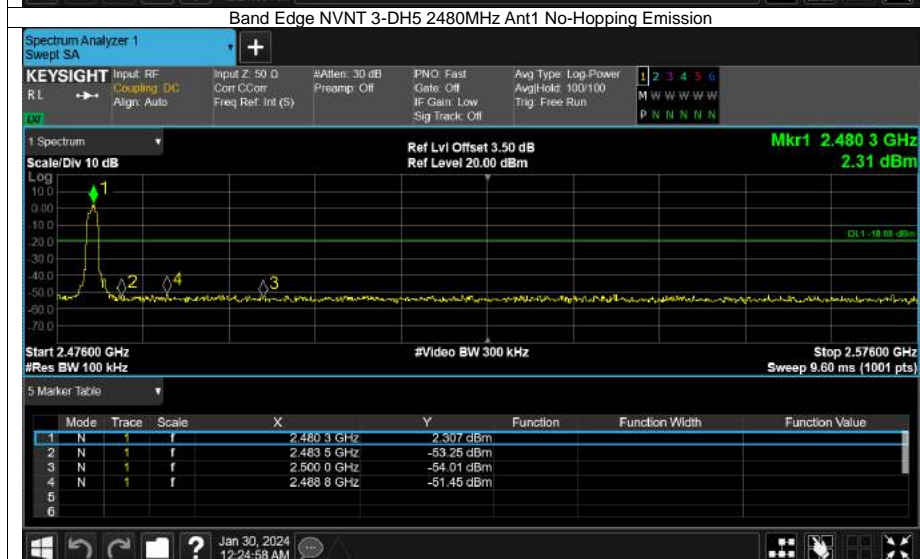 Band Edge NVNT 3-DH5 2480MHz Ant1 No-Hopping Emission
Spectrum Analyzer 1
Swept SA
+
KEYSIGHT Input: RF Input Z: 50 Ω #Atten: 30 dB PNO: Fast Avg Type: Log-Power 1 2 3 4 5 6
RL Coupling: DC Corr CCorr Preamp: Off Gate: Off Avg|Hold: 100/100 M W W W W W
Align: Auto Freq Ref: Int (S) IF Gain: Low Trig: Free Run
Sig Track: Off P N N N N N
1 Spectrum Ref Lvl Offset 3.50 dB Mkr1 2.480 3 GHz
Scale/Div 10 dB Ref Level 20.00 dBm 2.31 dBm
Log
10.0
1
0.00
-10.0
DL1 -18.68 dBm
-20.0
-30.0
-40.0
2 4 3
-50.0
-60.0
-70.0
Start 2.47600 GHz #Video BW 300 kHz Stop 2.57600 GHz
#Res BW 100 kHz Sweep 9.60 ms (1001 pts)
5 Marker Table
Mode Trace Scale X Y Function Function Width Function Value
1 N 1 f 2.480 3 GHz 2.307 dBm
2 N 1 f 2.483 5 GHz -53.25 dBm
3 N 1 f 2.500 0 GHz -54.01 dBm
4 N 1 f 2.488 8 GHz -51.45 dBm
5
6
? Jan 30, 2024
12:24:58 AM